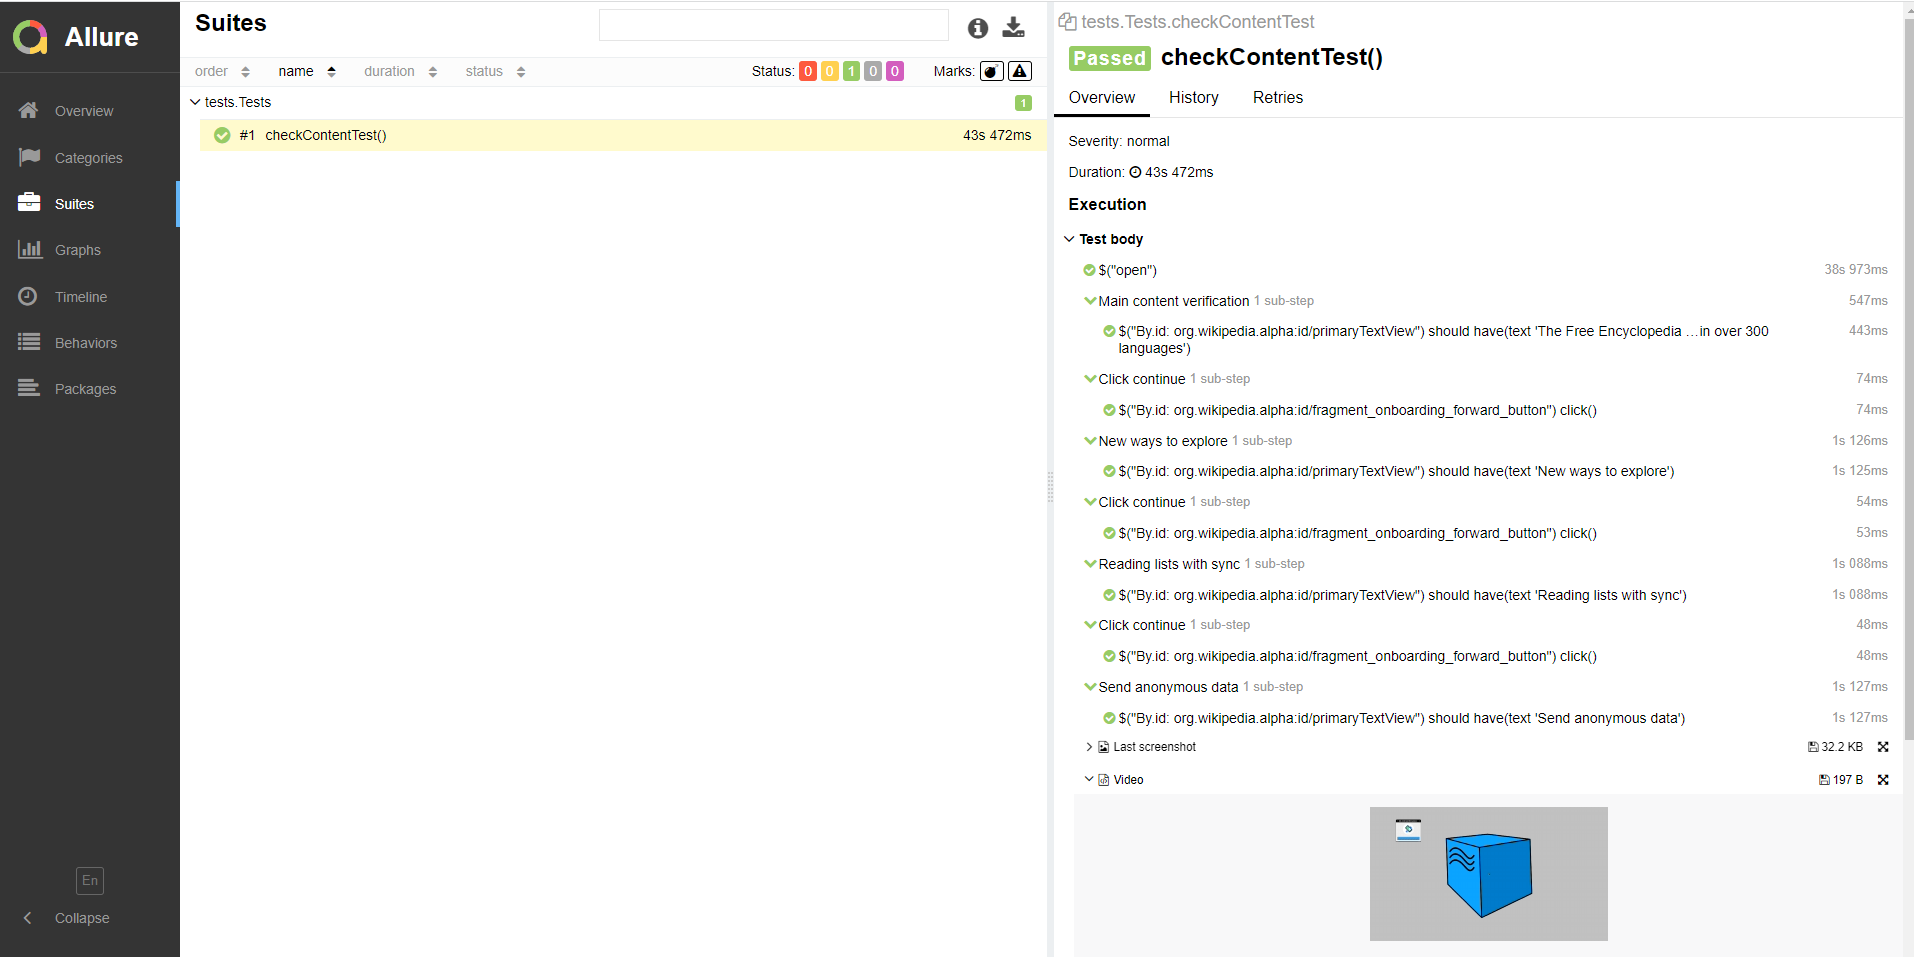 Allure
Overview
Categories
Suites
Graphs
Timeline
Behaviors
Packages
En
Collapse
Suites
order name duration status
Status: 0 0 1 0 0 Marks:
tests.Tests 1
#1 checkContentTest() 43s 472ms
tests.Tests.checkContentTest
Passed checkContentTest()
Overview History Retries
Severity: normal
Duration: 43s 472ms
Execution
Test body
$("open") 38s 973ms
Main content verification 1 sub-step 547ms
$("By.id: org.wikipedia.alpha:id/primaryTextView") should have(text 'The Free Encyclopedia …in over 300 443ms
languages')
Click continue 1 sub-step 74ms
$("By.id: org.wikipedia.alpha:id/fragment_onboarding_forward_button") click() 74ms
New ways to explore 1 sub-step 1s 126ms
$("By.id: org.wikipedia.alpha:id/primaryTextView") should have(text 'New ways to explore') 1s 125ms
Click continue 1 sub-step 54ms
$("By.id: org.wikipedia.alpha:id/fragment_onboarding_forward_button") click() 53ms
Reading lists with sync 1 sub-step 1s 088ms
$("By.id: org.wikipedia.alpha:id/primaryTextView") should have(text 'Reading lists with sync') 1s 088ms
Click continue 1 sub-step 48ms
$("By.id: org.wikipedia.alpha:id/fragment_onboarding_forward_button") click() 48ms
Send anonymous data 1 sub-step 1s 127ms
$("By.id: org.wikipedia.alpha:id/primaryTextView") should have(text 'Send anonymous data') 1s 127ms
Last screenshot 32.2 KB
Video 197 B